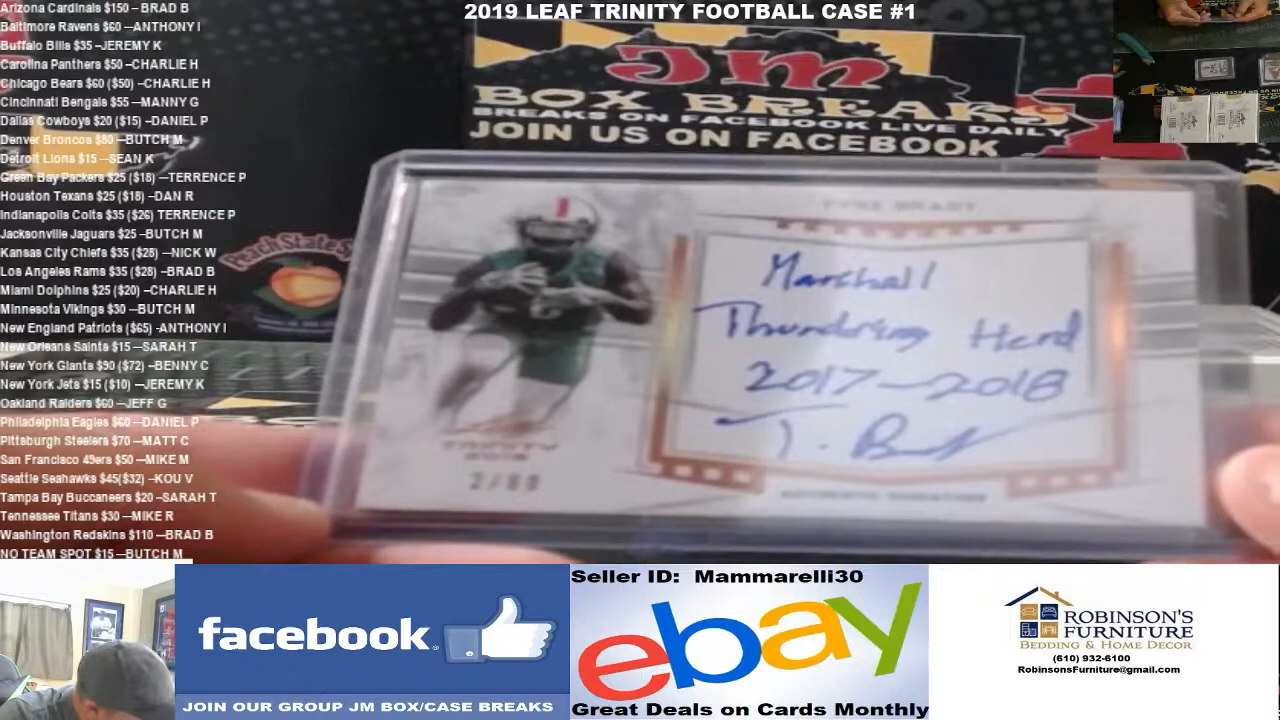 Arizona Cardinals $150 – BRAD B
Baltimore Ravens $60 –ANTHONY I
Buffalo Bills $35 –JEREMY K
Carolina Panthers $50 –CHARLIE H
Chicago Bears $60 ($50) –CHARLIE H
Cincinnati Bengals $55 –MANNY G
Dallas Cowboys $20 ($15) –DANIEL P
Denver Broncos $80 –BUTCH M
Detroit Lions $15 –SEAN K
Green Bay Packers $25 ($18) –TERRENCE P
Houston Texans $25 ($18) –DAN R
Indianapolis Colts $35 ($26) TERRENCE P
Jacksonville Jaguars $25 –BUTCH M
Kansas City Chiefs $35 ($28) –NICK W
Los Angeles Rams $35 ($28) –BRAD B
Miami Dolphins $25 ($20) –CHARLIE H
Minnesota Vikings $30 –BUTCH M
New England Patriots ($65) -ANTHONY I
New Orleans Saints $15 –SARAH T
New York Giants $90 ($72) –BENNY C
New York Jets $15 ($10) –JEREMY K
Oakland Raiders $60 –JEFF G
Philadelphia Eagles $60 –DANIEL P
Pittsburgh Steelers $70 –MATT C
San Francisco 49ers $50 –MIKE M
Seattle Seahawks $45($32) –KOU V
Tampa Bay Buccaneers $20 –SARAH T
Tennessee Titans $30 –MIKE R
Washington Redskins $110 –BRAD B
NO TEAM SPOT $15 –BUTCH M
2019 LEAF TRINITY FOOTBALL CASE #1
JM
BOX BREAKS
BREAKS ON FACEBOOK LIVE DAILY
JOIN US ON FACEBOOK
TYRE BRADY
Marshall
Thundering Herd
2017–2018
T. B
TRINITY
AUTHENTIC SIGNATURE
facebook
JOIN OUR GROUP JM BOX/CASE BREAKS
Seller ID: Mammarelli30
ebay
Great Deals on Cards Monthly
ROBINSON'S
FURNITURE
BEDDING & HOME DECOR
(610) 932-6100
RobinsonsFurniture@gmail.com